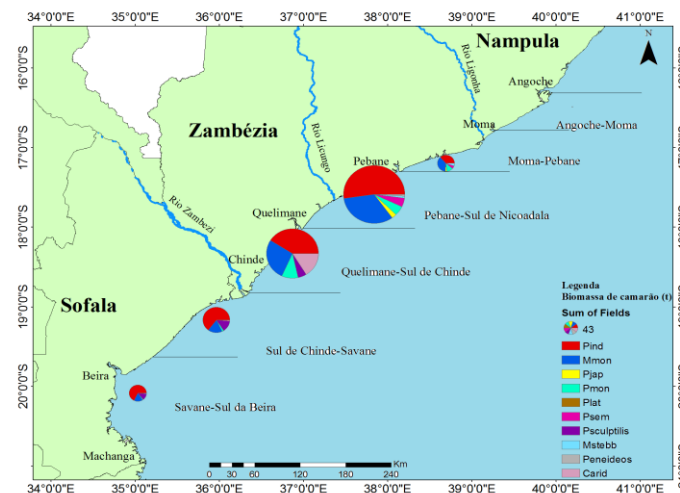 34°0'0"E 35°0'0"E 36°0'0"E 37°0'0"E 38°0'0"E 39°0'0"E 40°0'0"E 41°0'0"E
N
Nampula
16°0'0"S
Angoche
Rio Ligonha
Moma
Angoche-Moma
Zambézia
17°0'0"S
Rio Licungo
Pebane
Moma-Pebane
Rio Zambezi
Quelimane
Pebane-Sul de Nicoadala
18°0'0"S
Chinde
Quelimane-Sul de Chinde
Sofala
19°0'0"S
Sul de Chinde-Savane
Beira
20°0'0"S
Savane-Sul da Beira
Machanga
Legenda
Biomassa de camarão (t)
Sum of Fields
43
Pind
Mmon
Pjap
Pmon
Plat
Psem
Psculptilis
Mstebb
Peneideos
Carid
Km
0 30 60 120 180 240
34°0'0"E 35°0'0"E 36°0'0"E 37°0'0"E 38°0'0"E 39°0'0"E 40°0'0"E 41°0'0"E